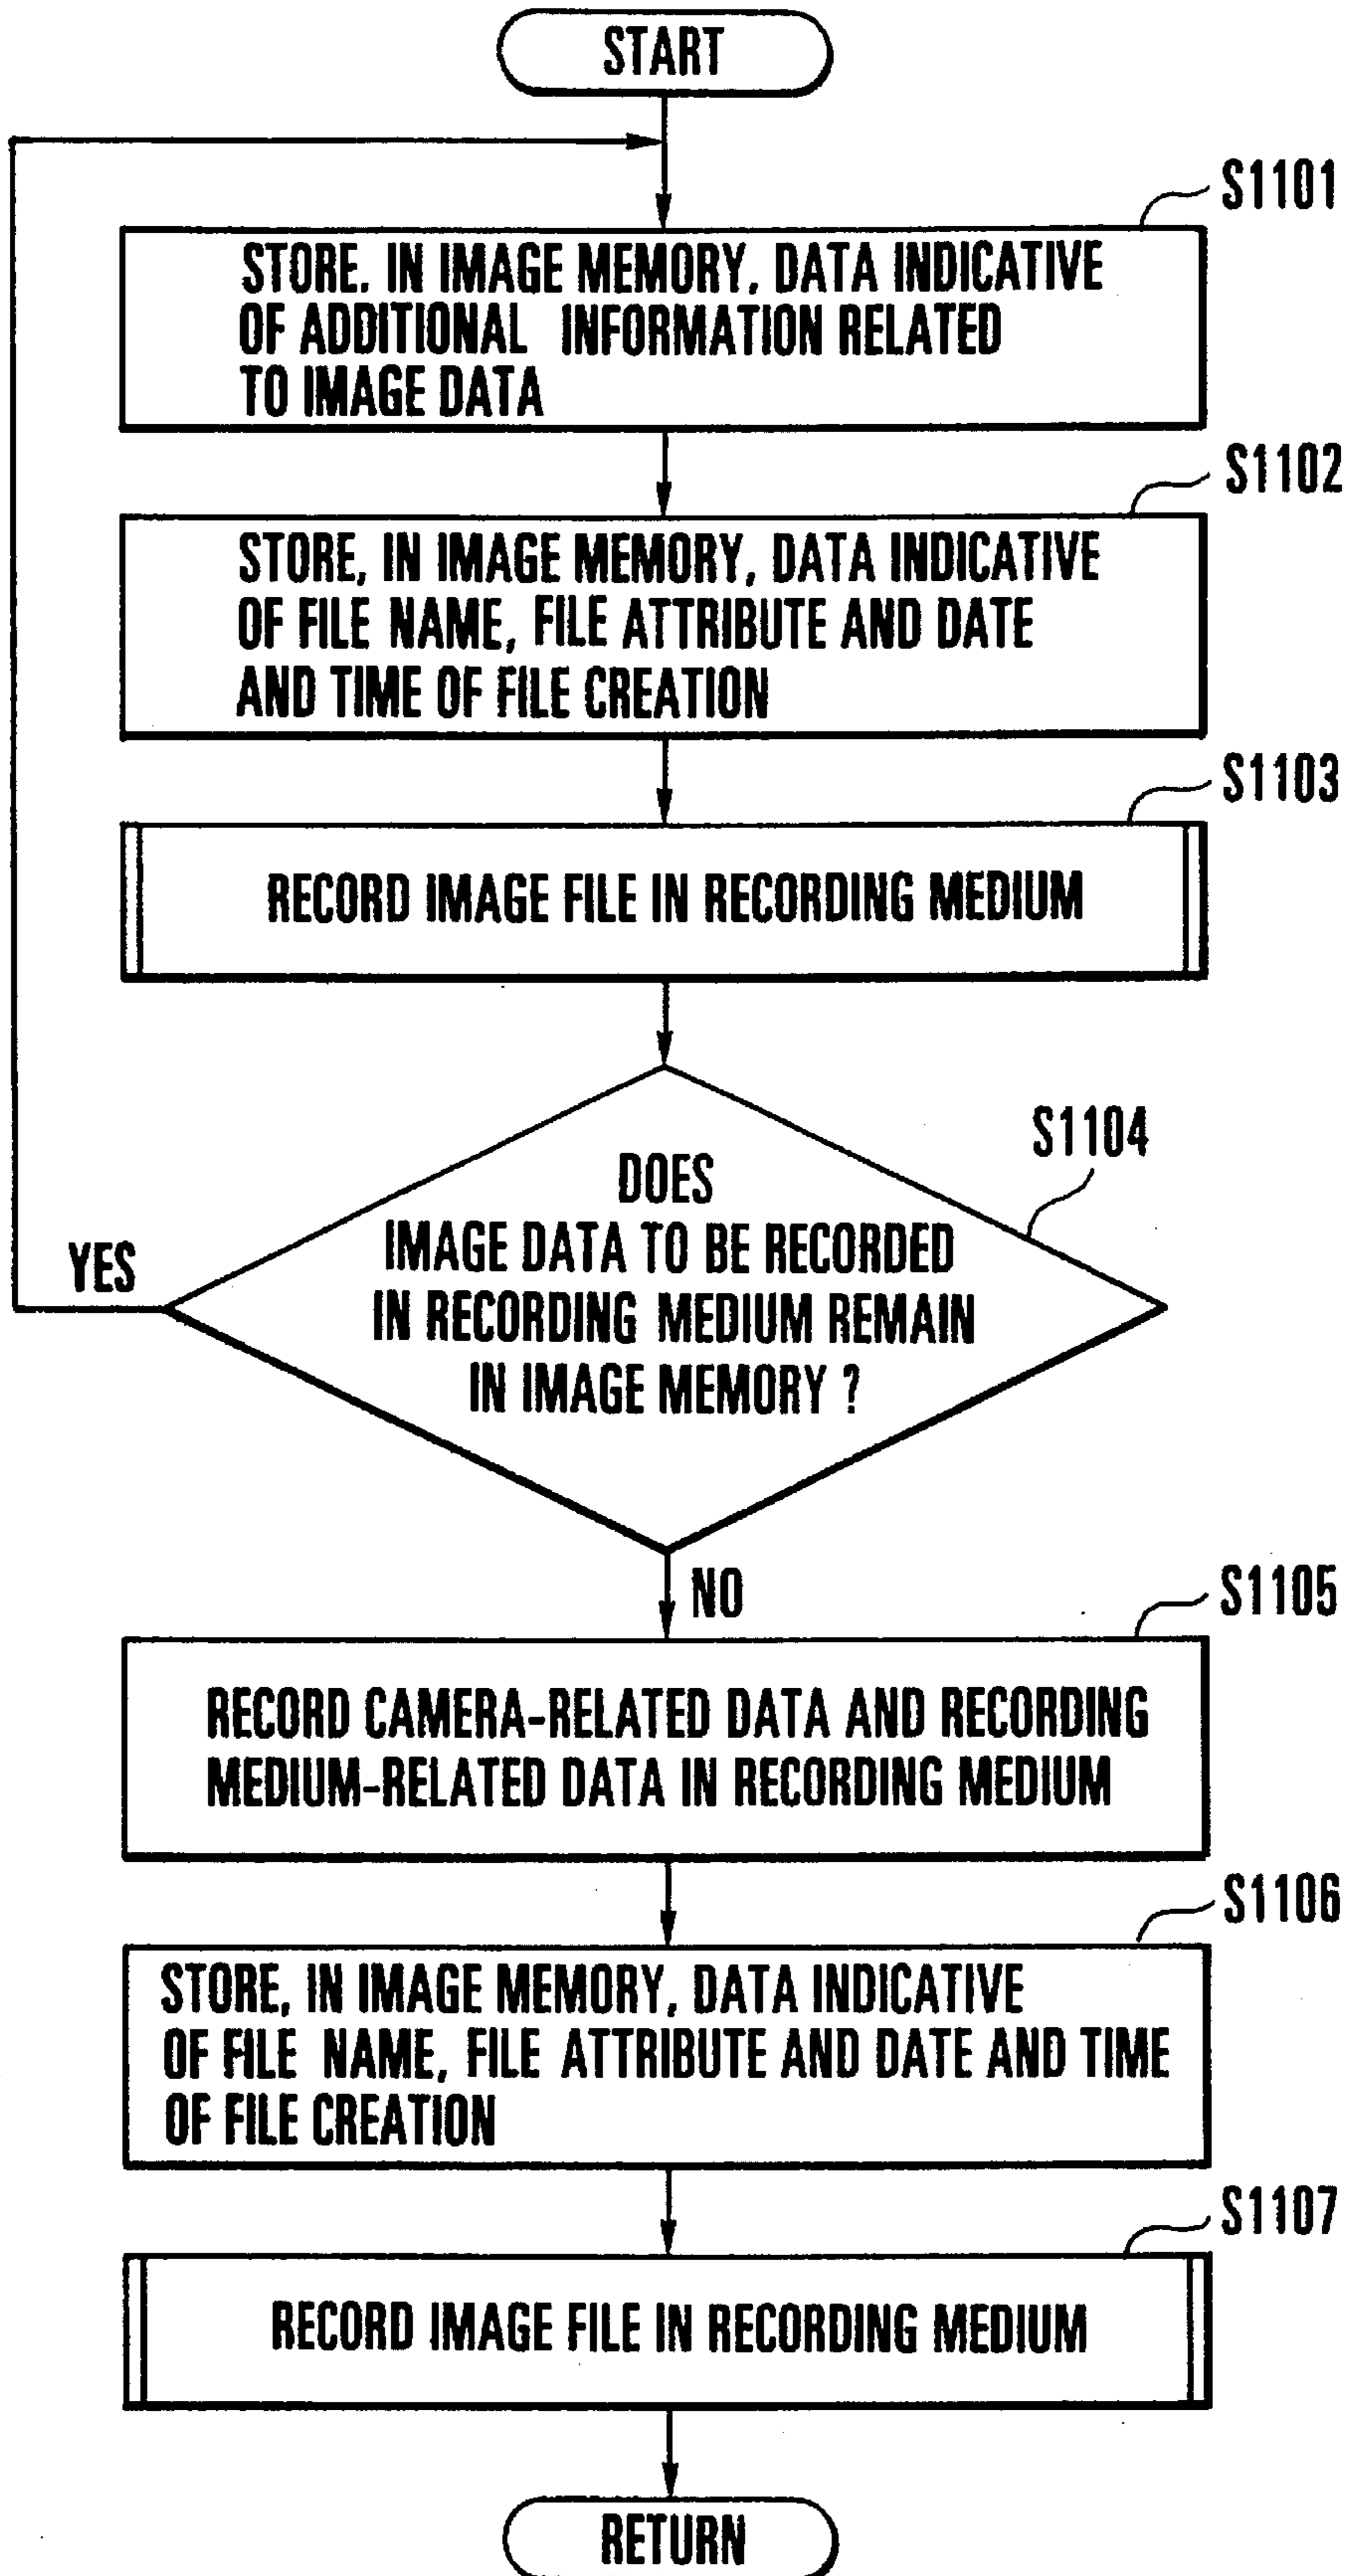 START
S1101
STORE. IN IMAGE MEMORY, DATA INDICATIVE
OF ADDITIONAL INFORMATION RELATED
TO IMAGE DATA
S1102
STORE, IN IMAGE MEMORY, DATA INDICATIVE
OF FILE NAME, FILE ATTRIBUTE AND DATE
AND TIME OF FILE CREATION
S1103
RECORD IMAGE FILE IN RECORDING MEDIUM
S1104
DOES
IMAGE DATA TO BE RECORDED
IN RECORDING MEDIUM REMAIN
IN IMAGE MEMORY ?
YES
NO
S1105
RECORD CAMERA-RELATED DATA AND RECORDING
MEDIUM-RELATED DATA IN RECORDING MEDIUM
S1106
STORE, IN IMAGE MEMORY, DATA INDICATIVE
OF FILE NAME, FILE ATTRIBUTE AND DATE AND TIME
OF FILE CREATION
S1107
RECORD IMAGE FILE IN RECORDING MEDIUM
RETURN